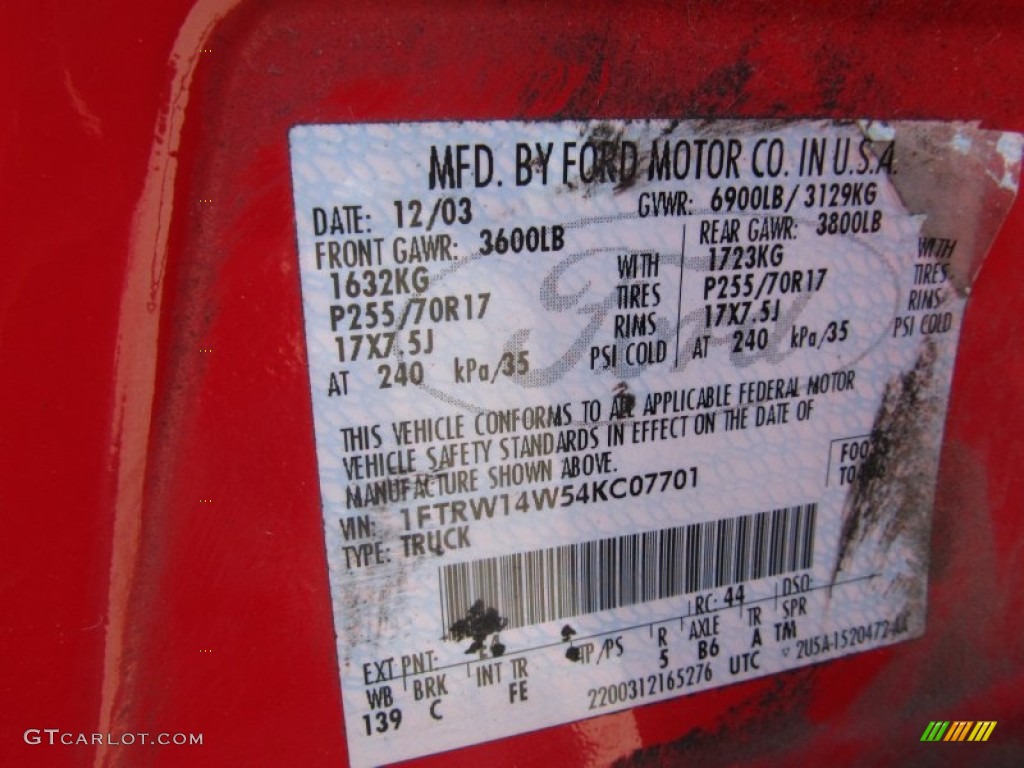 MFD. BY FORD MOTOR CO. IN U.S.A.
DATE: 12/03 GVWR: 6900LB/3129KG
FRONT GAWR: 3600LB REAR GAWR: 3800LB
1632KG WITH 1723KG WITH
P255/70R17 TIRES P255/70R17 TIRES
17X7.5J RIMS 17X7.5J RIMS
AT 240 kPa/35 PSI COLD AT 240 kPa/35 PSI COLD
Ford
THIS VEHICLE CONFORMS TO ALL APPLICABLE FEDERAL MOTOR
VEHICLE SAFETY STANDARDS IN EFFECT ON THE DATE OF
MANUFACTURE SHOWN ABOVE.
VIN: 1FTRW14W54KC07701
TYPE: TRUCK
RC: 44 DSO:
EXT PNT: TP/PS R AXLE TR SPR
WB BRK INT TR 5 B6 A TM
139 C FE 2200312165276 UTC
GTCARLOT.COM